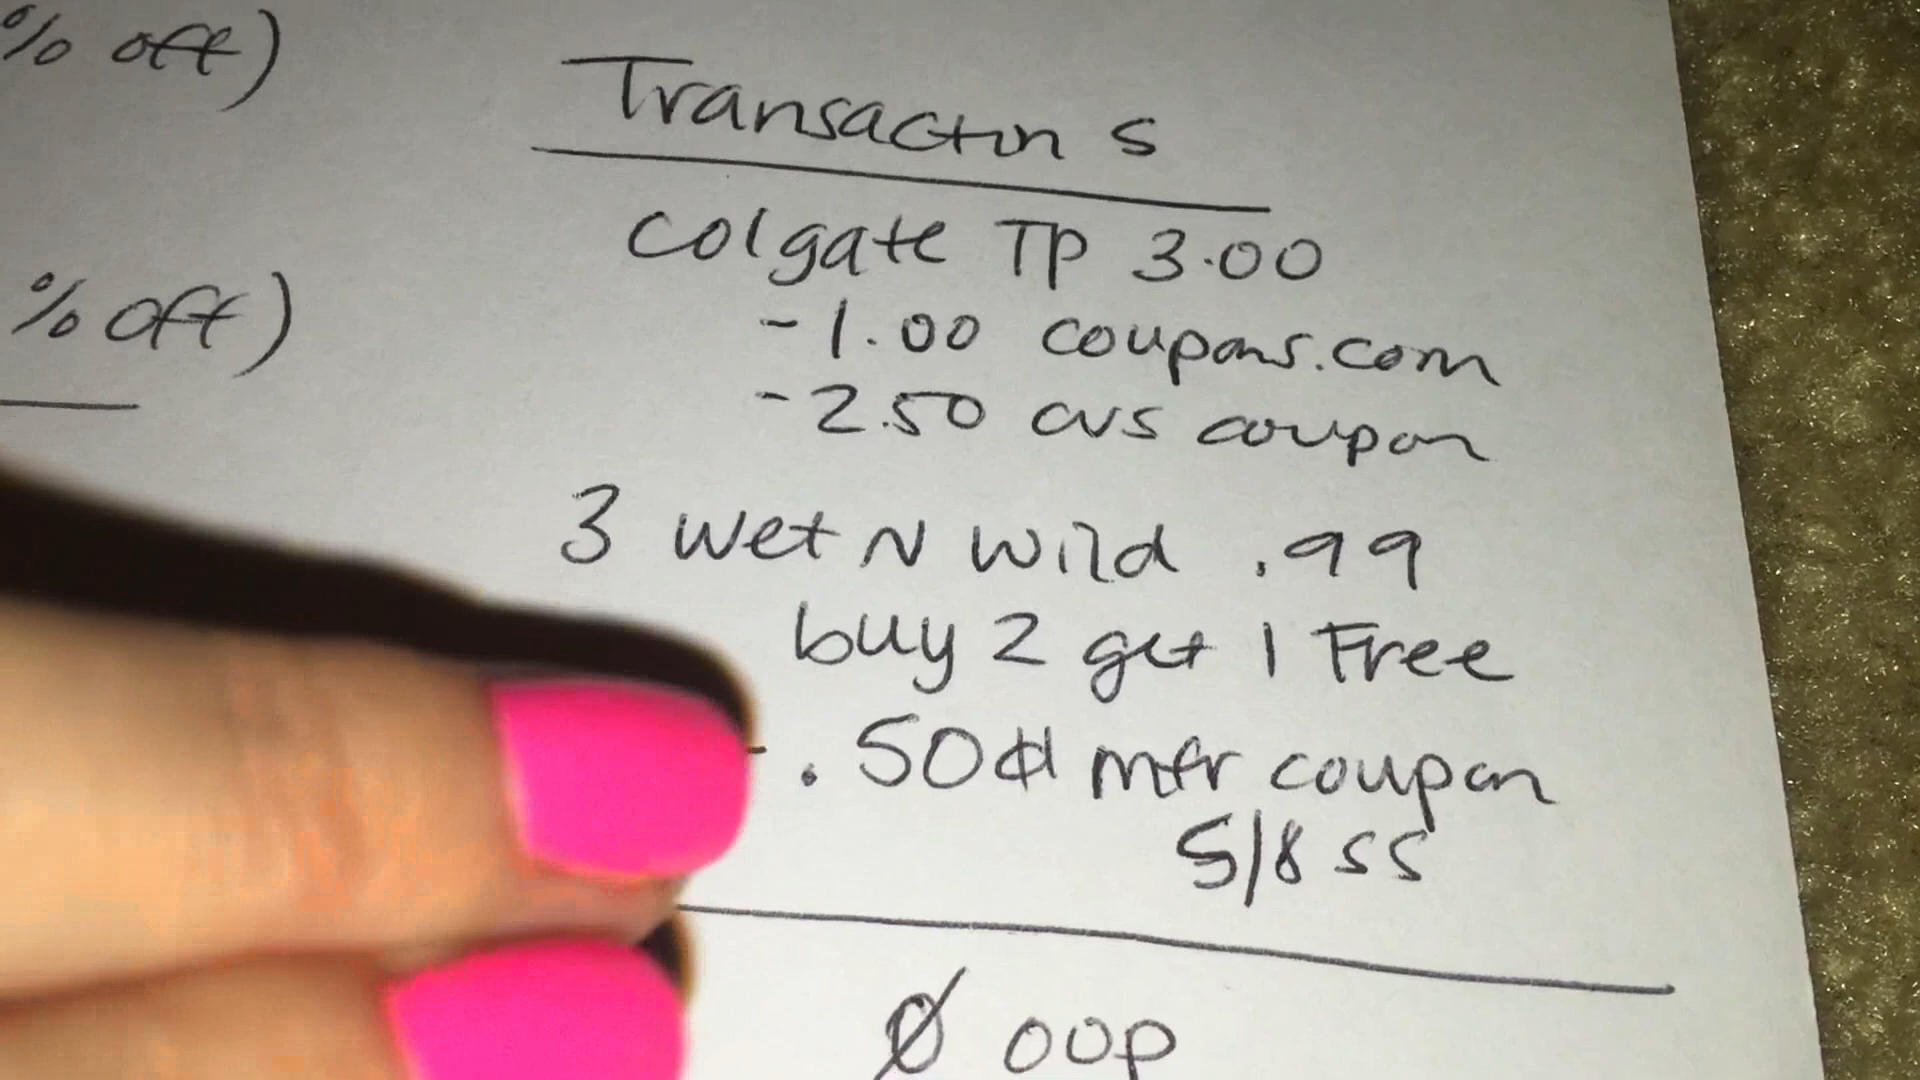 % off)
% off)
Transactions
Colgate TP 3.00
- 1.00 coupons.com
- 2.50 cvs coupon
3 Wet N Wild .99
buy 2 get 1 Free
- .50¢ mfr coupon
5/8 SS
Ø OOP